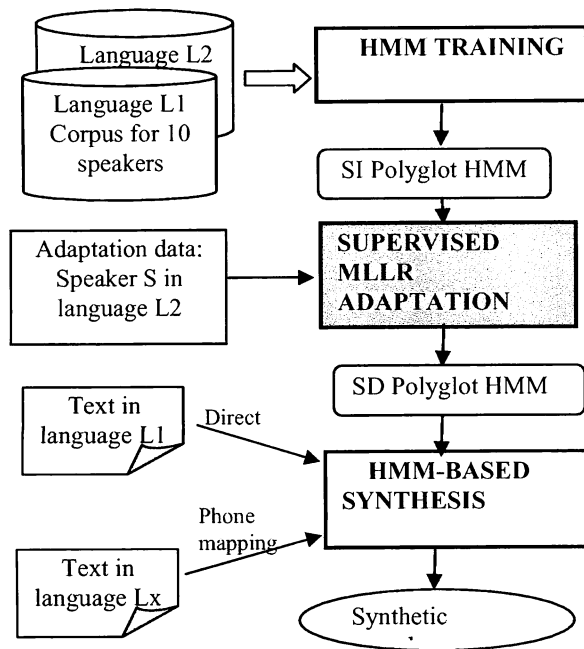 Language L2
Language L1
Corpus for 10
speakers
HMM TRAINING
SI Polyglot HMM
Adaptation data:
Speaker S in
language L2
SUPERVISED
MLLR
ADAPTATION
SD Polyglot HMM
Text in
language L1
Direct
HMM-BASED
SYNTHESIS
Phone
mapping
Text in
language Lx
Synthetic